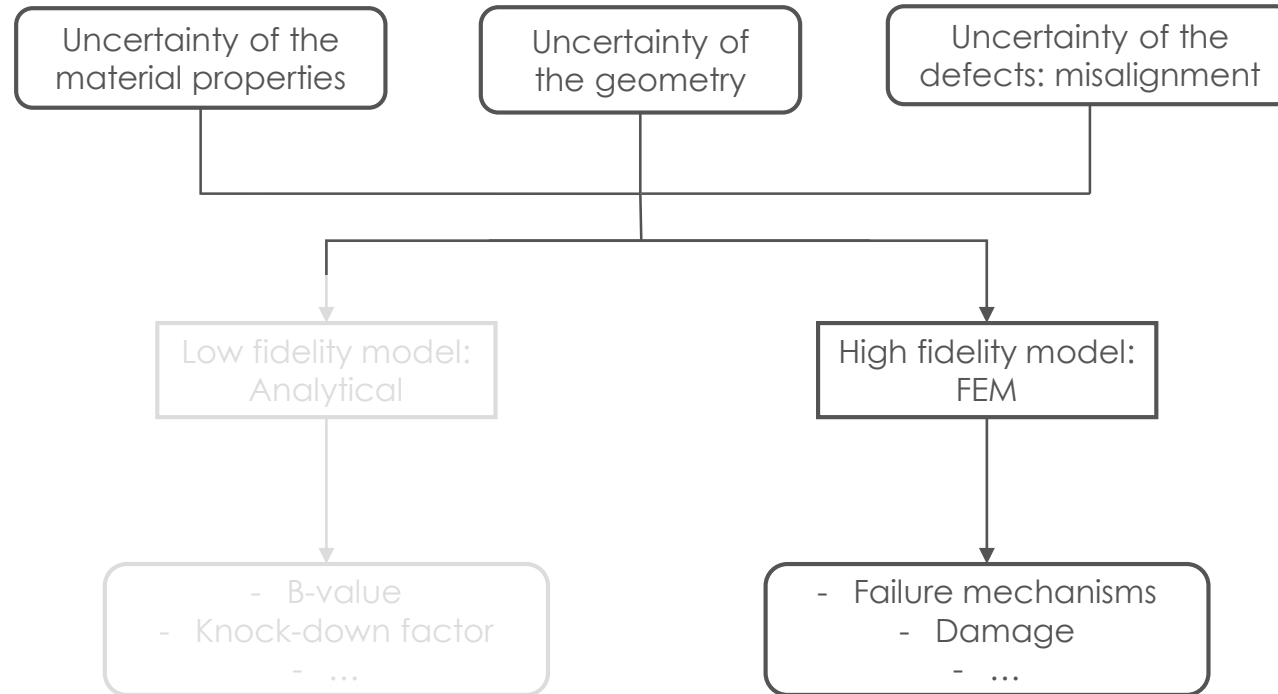 Uncertainty of the
material properties
Uncertainty of
the geometry
Uncertainty of the
defects: misalignment
Low fidelity model:
Analytical
High fidelity model:
FEM
- B-value
- Knock-down factor
- ...
- Failure mechanisms
- Damage
- ...